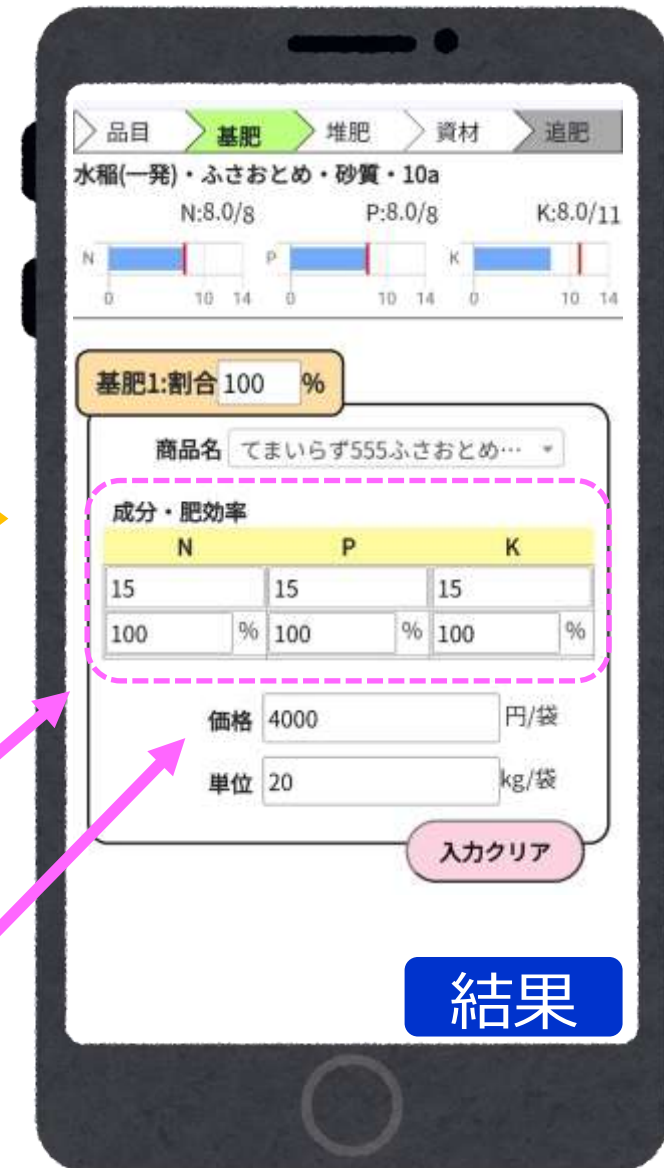 品目 基肥 堆肥 資材 追肥
水稲(一発)・ふさおとめ・砂質・10a
N:8.0/8 P:8.0/8 K:8.0/11
N P K
0 10 14 0 10 14 0 10 14
基肥1:割合 100 %
商品名 てまいらず555ふさおとめ…
成分・肥効率
N P K
15 15 15
100 % 100 % 100 %
価格 4000 円/袋
単位 20 kg/袋
入力クリア
結果